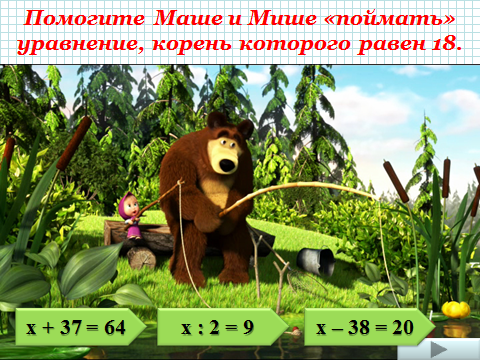 Помогите Маше и Мише «поймать»
уравнение, корень которого равен 18.
х + 37 = 64
х : 2 = 9
х – 38 = 20